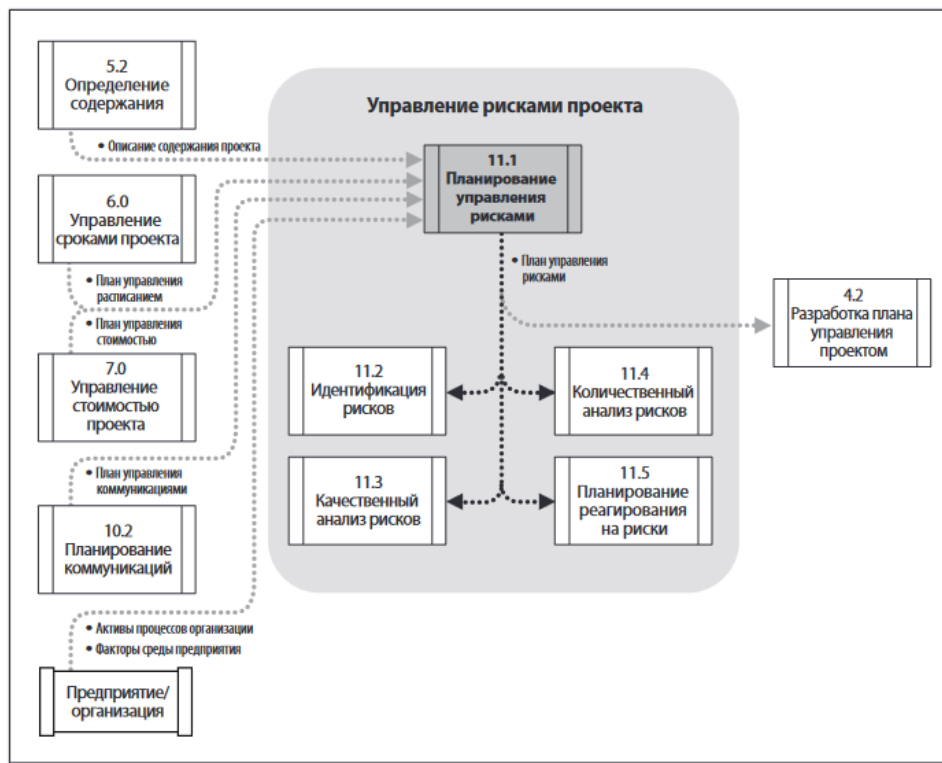 5.2
Определение
содержания
• Описание содержания проекта
6.0
Управление
сроками проекта
• План управления
расписанием
• План управления
стоимостью
7.0
Управление
стоимостью
проекта
• План управления
коммуникациями
10.2
Планирование
коммуникаций
• Активы процессов организации
• Факторы среды предприятия
Предприятие/
организация
Управление рисками проекта
11.1
Планирование
управления
рисками
• План управления
рисками
11.2
Идентификация
рисков
11.4
Количественный
анализ рисков
11.3
Качественный
анализ рисков
11.5
Планирование
реагирования
на риски
4.2
Разработка плана
управления
проектом